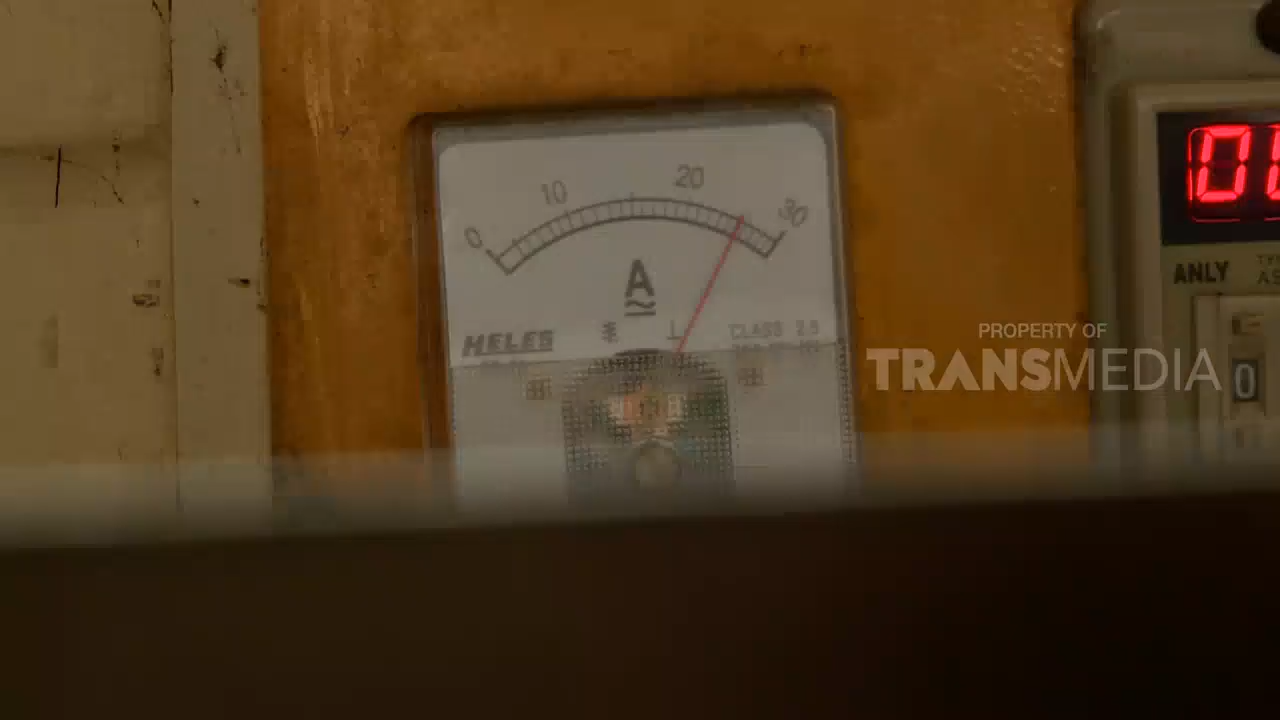 0 10 20 30
A
HELES
CLASS 2.5
ANLY
0
PROPERTY OF
TRANSMEDIA